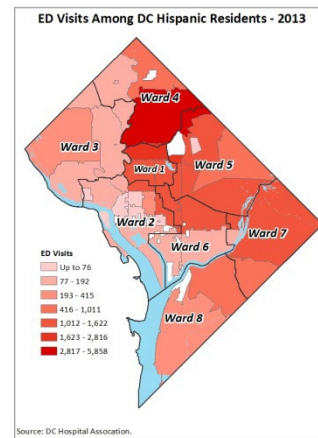 ED Visits Among DC Hispanic Residents - 2013
Ward 4
Ward 3
Ward 1
Ward 5
Ward 2
Ward 6
Ward 7
Ward 8
ED Visits
Up to 76
77 - 192
193 - 415
416 - 1,011
1,012 - 1,622
1,623 - 2,816
2,817 - 5,858
Source: DC Hospital Assocation.